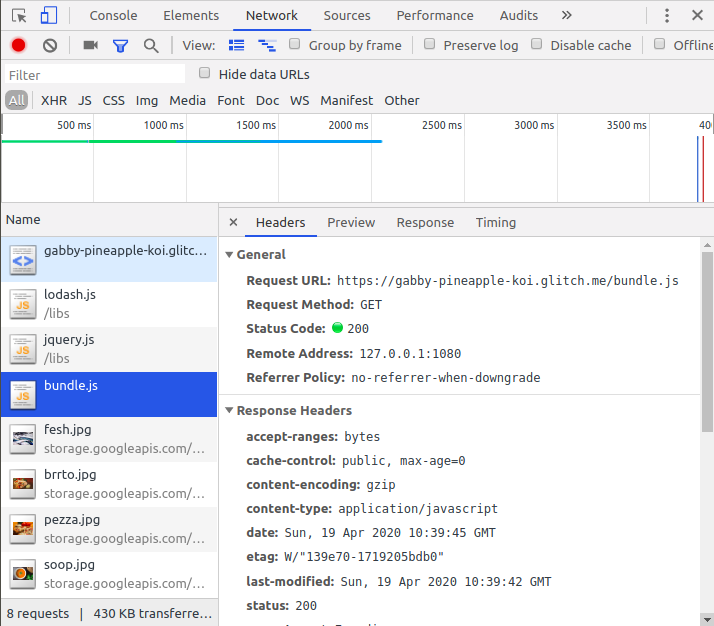 Console Elements Network Sources Performance Audits »
View: Group by frame Preserve log Disable cache Offline
Filter Hide data URLs
All XHR JS CSS Img Media Font Doc WS Manifest Other
500 ms 1000 ms 1500 ms 2000 ms 2500 ms 3000 ms 3500 ms 40
Name
gabby-pineapple-koi.glitc…
lodash.js
/libs
jquery.js
/libs
bundle.js
fesh.jpg
storage.googleapis.com/…
brrto.jpg
storage.googleapis.com/…
pezza.jpg
storage.googleapis.com/…
soop.jpg
storage.googleapis.com/…
8 requests | 430 KB transferre…
× Headers Preview Response Timing
General
Request URL: https://gabby-pineapple-koi.glitch.me/bundle.js
Request Method: GET
Status Code: 200
Remote Address: 127.0.0.1:1080
Referrer Policy: no-referrer-when-downgrade
Response Headers
accept-ranges: bytes
cache-control: public, max-age=0
content-encoding: gzip
content-type: application/javascript
date: Sun, 19 Apr 2020 10:39:45 GMT
etag: W/"139e70-1719205bdb0"
last-modified: Sun, 19 Apr 2020 10:39:42 GMT
status: 200